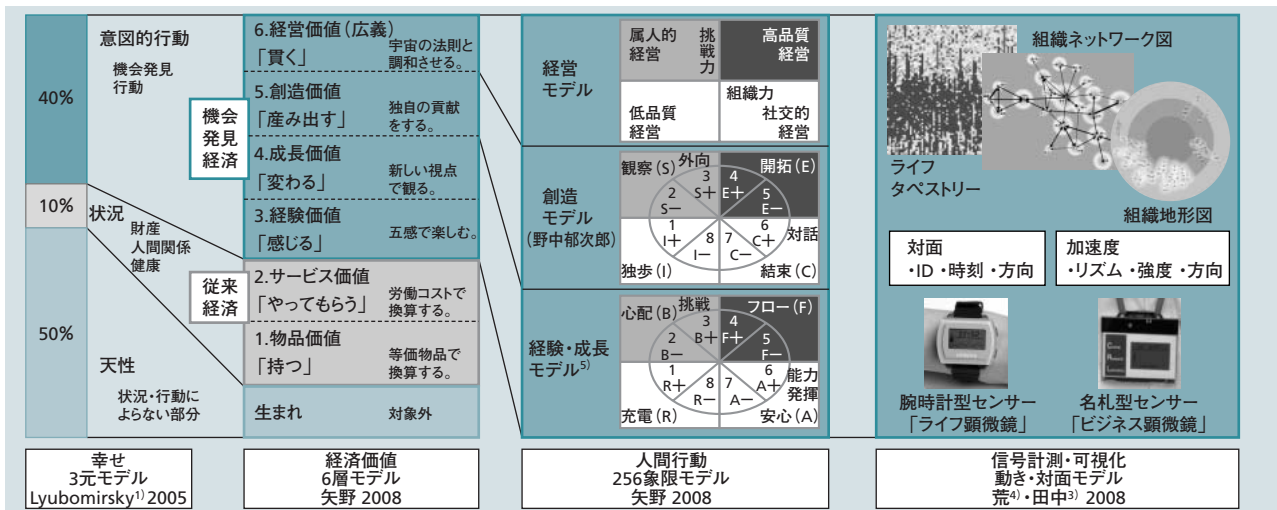 40%
10%
50%
意図的行動
機会発見
行動
状況
財産
人間関係
健康
天性
状況・行動に
よらない部分
幸せ
3元モデル
Lyubomirsky1) 2005
機会
発見
経済
従来
経済
6.経営価値(広義)
「貫く」
宇宙の法則と
調和させる。
5.創造価値
「産み出す」
独自の貢献
をする。
4.成長価値
「変わる」
新しい視点
で観る。
3.経験価値
「感じる」
五感で楽しむ。
2.サービス価値
「やってもらう」
労働コストで
換算する。
1.物品価値
「持つ」
等価物品で
換算する。
生まれ
対象外
経済価値
6層モデル
矢野 2008
経営
モデル
属人的
経営
挑戦力
高品質
経営
低品質
経営
組織力
社交的
経営
創造
モデル
(野中郁次郎)
観察(S)
外向
開拓(E)
3
S+
4
E+
2
S−
5
E−
1
I+
8
I−
7
C−
6
C+
対話
独歩(I)
結束(C)
経験・成長
モデル5)
心配(B)
挑戦
フロー(F)
3
B+
4
F+
2
B−
5
F−
1
R+
8
R−
7
A−
6
A+
能力
発揮
充電(R)
安心(A)
人間行動
256象限モデル
矢野 2008
組織ネットワーク図
ライフ
タペストリー
組織地形図
対面
・ID ・時刻 ・方向
加速度
・リズム ・強度 ・方向
腕時計型センサー
「ライフ顕微鏡」
名札型センサー
「ビジネス顕微鏡」
信号計測・可視化
動き・対面モデル
荒4)・田中3) 2008